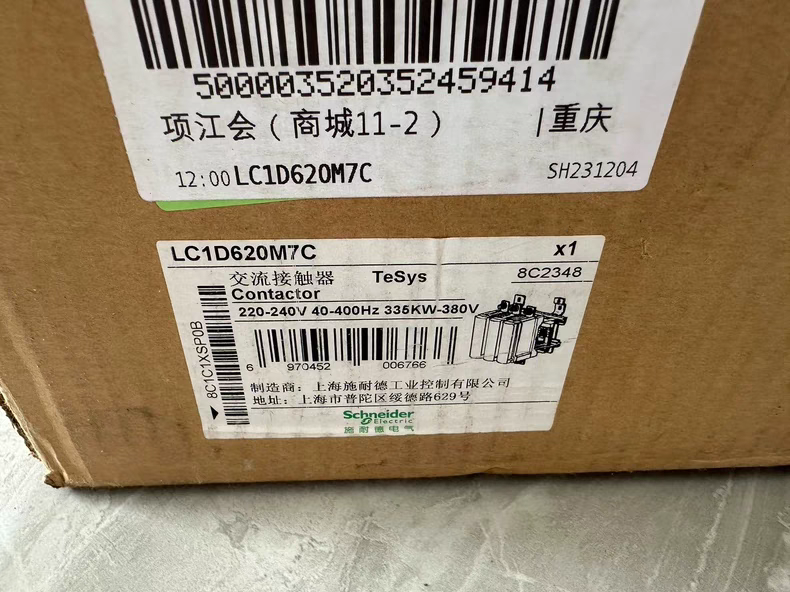 5000035203524594​14
项江会（商城11-2） |重庆
12:00 LC1D620M7C SH231204
LC1D620M7C x1
交流接触器 TeSys 8C2348
Contactor
220-240V 40-400Hz 335KW-380V
8C1C1XSP0B
6 970452 006766
制造商：上海施耐德工业控制有限公司
地址：上海市普陀区绥德路629号
Schneider
Electric
施耐德电气